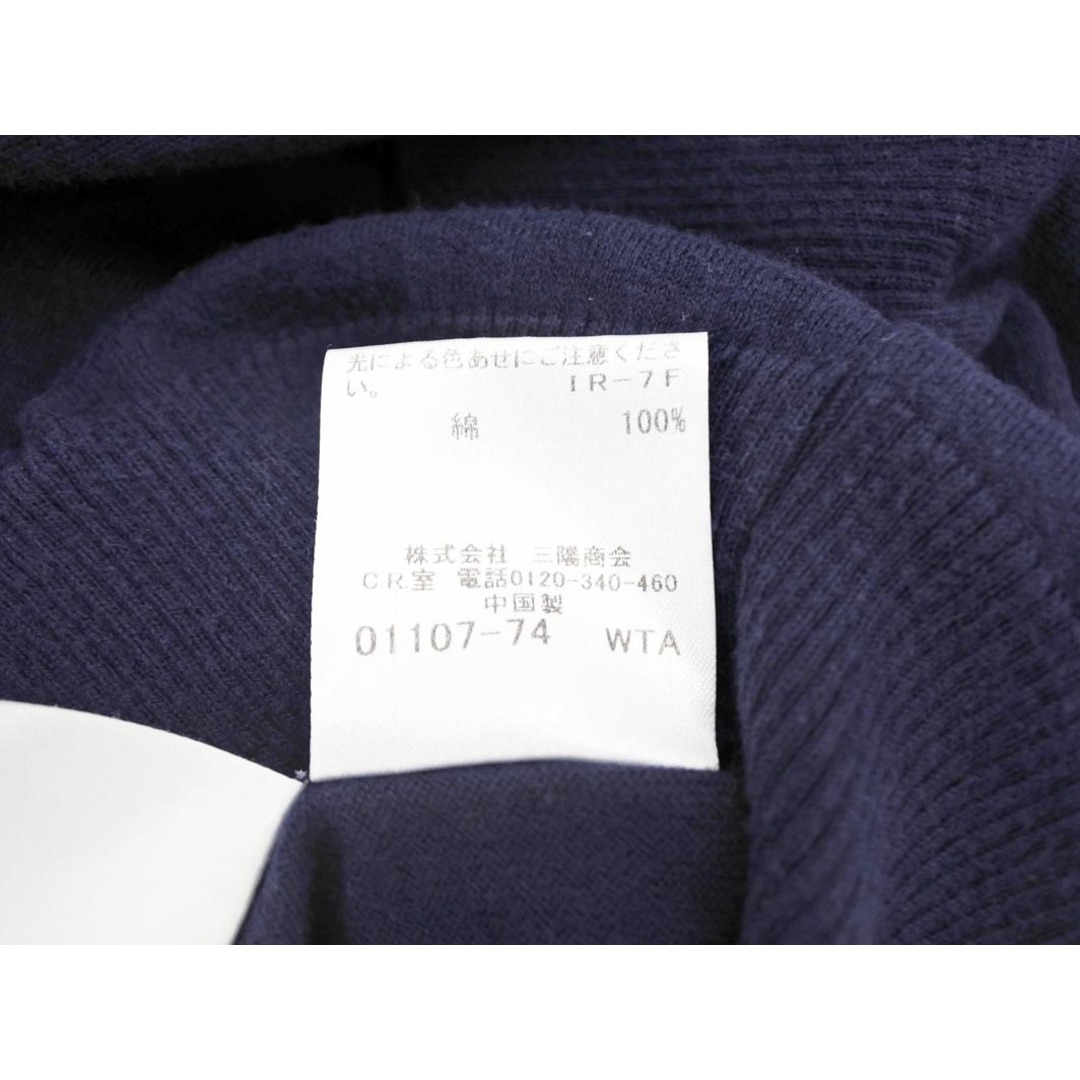 光による色あせにご注意くださ
い。 IR-7F
綿 100%
株式会社 三陽商会
C.R.室 電話0120-340-460
中国製
01107-74 WTA